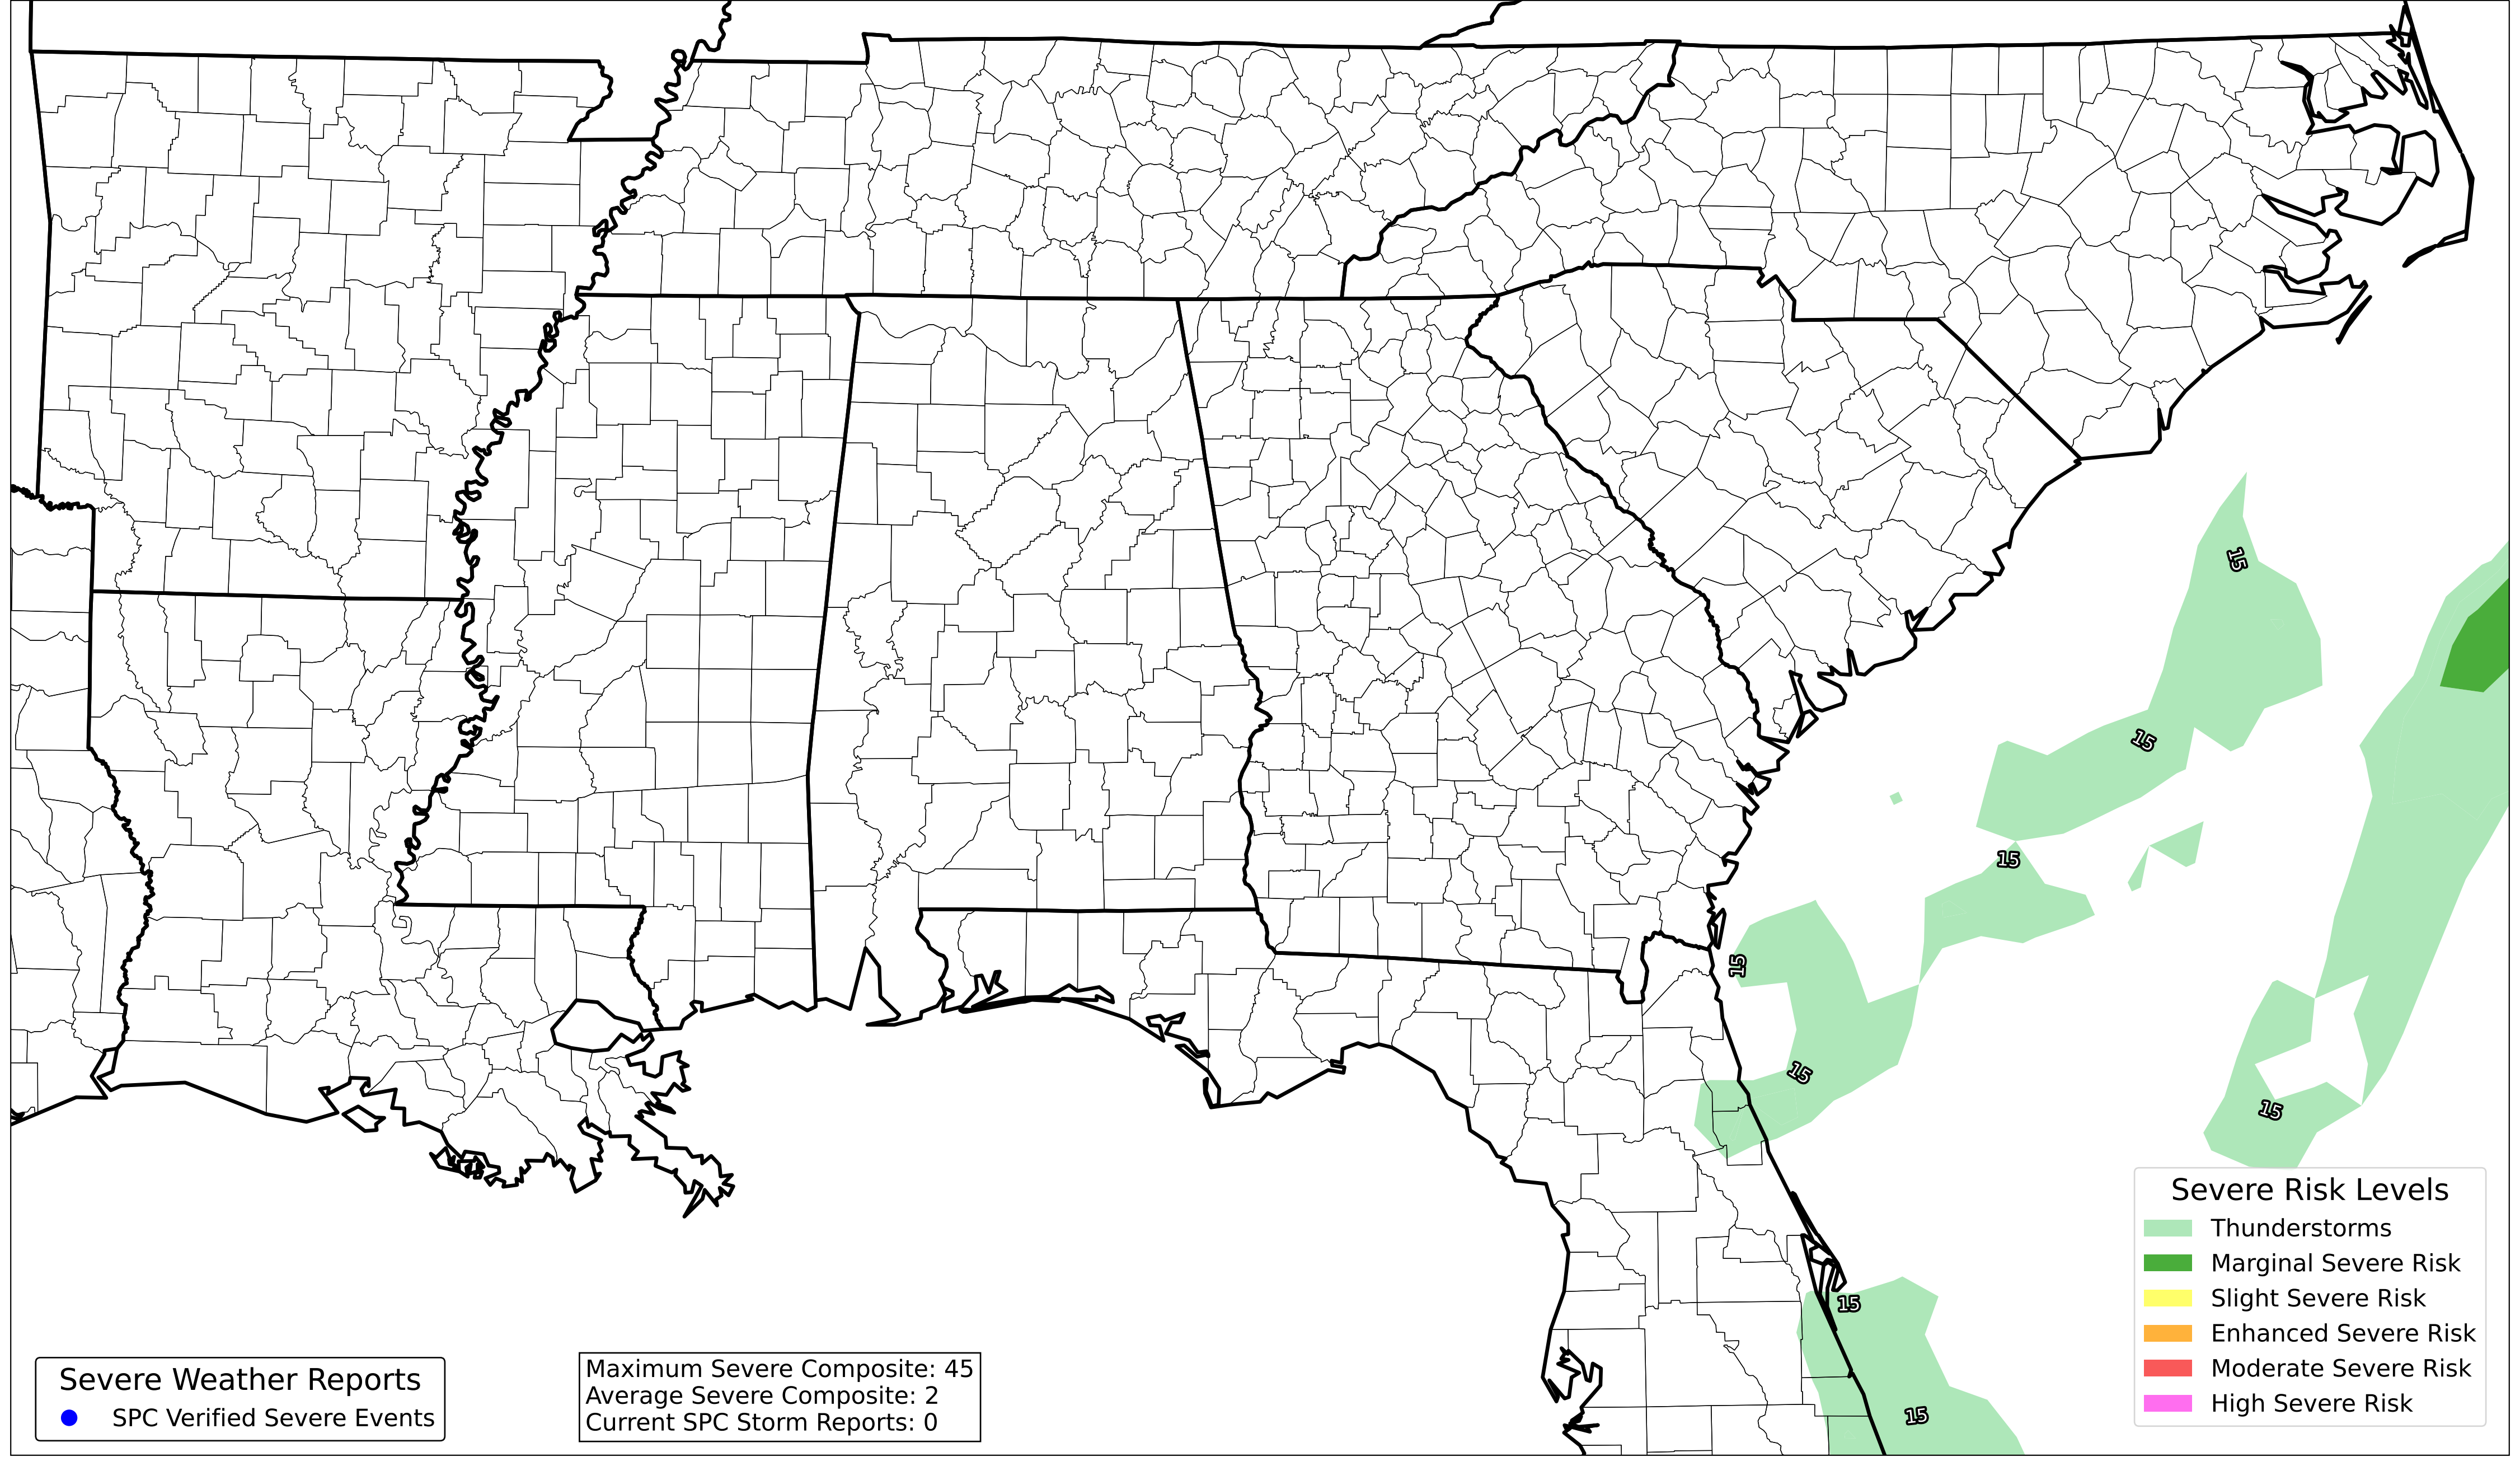 15
15
15
15
15
15
15
15
Severe Risk Levels
Thunderstorms
Marginal Severe Risk
Slight Severe Risk
Enhanced Severe Risk
Moderate Severe Risk
High Severe Risk
Severe Weather Reports
SPC Verified Severe Events
Maximum Severe Composite: 45
Average Severe Composite: 2
Current SPC Storm Reports: 0